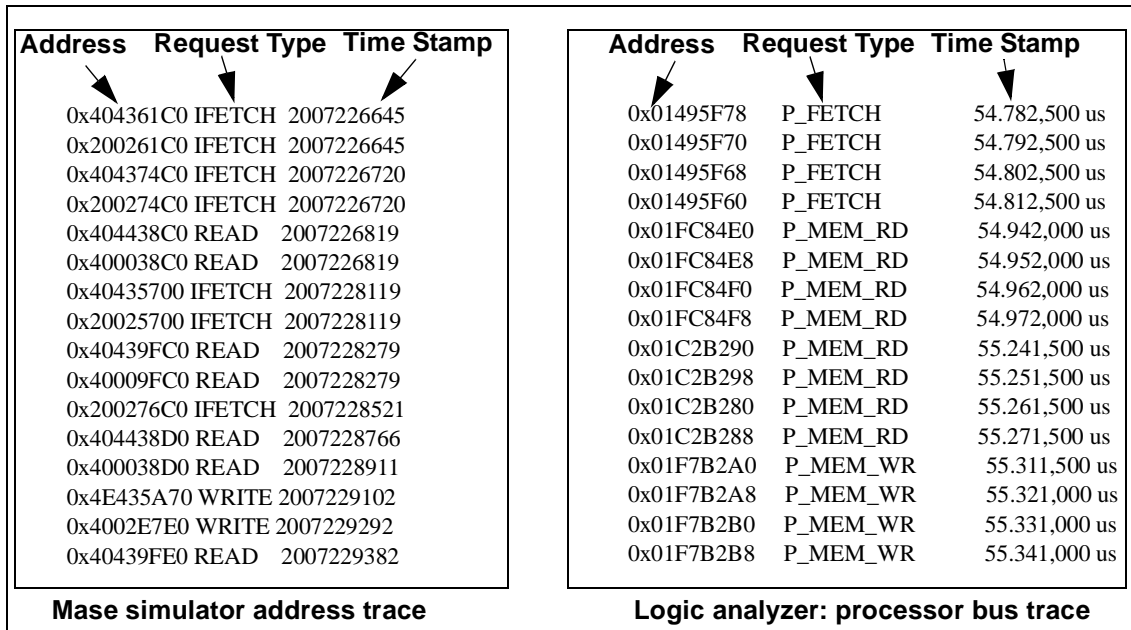 Address Request Type Time Stamp
0x404361C0 IFETCH 2007226645
0x200261C0 IFETCH 2007226645
0x404374C0 IFETCH 2007226720
0x200274C0 IFETCH 2007226720
0x404438C0 READ 2007226819
0x400038C0 READ 2007226819
0x40435700 IFETCH 2007228119
0x20025700 IFETCH 2007228119
0x40439FC0 READ 2007228279
0x40009FC0 READ 2007228279
0x200276C0 IFETCH 2007228521
0x404438D0 READ 2007228766
0x400038D0 READ 2007228911
0x4E435A70 WRITE 2007229102
0x4002E7E0 WRITE 2007229292
0x40439FE0 READ 2007229382
Mase simulator address trace
Address Request Type Time Stamp
0x01495F78 P_FETCH 54.782,500 us
0x01495F70 P_FETCH 54.792,500 us
0x01495F68 P_FETCH 54.802,500 us
0x01495F60 P_FETCH 54.812,500 us
0x01FC84E0 P_MEM_RD 54.942,000 us
0x01FC84E8 P_MEM_RD 54.952,000 us
0x01FC84F0 P_MEM_RD 54.962,000 us
0x01FC84F8 P_MEM_RD 54.972,000 us
0x01C2B290 P_MEM_RD 55.241,500 us
0x01C2B298 P_MEM_RD 55.251,500 us
0x01C2B280 P_MEM_RD 55.261,500 us
0x01C2B288 P_MEM_RD 55.271,500 us
0x01F7B2A0 P_MEM_WR 55.311,500 us
0x01F7B2A8 P_MEM_WR 55.321,000 us
0x01F7B2B0 P_MEM_WR 55.331,000 us
0x01F7B2B8 P_MEM_WR 55.341,000 us
Logic analyzer: processor bus trace